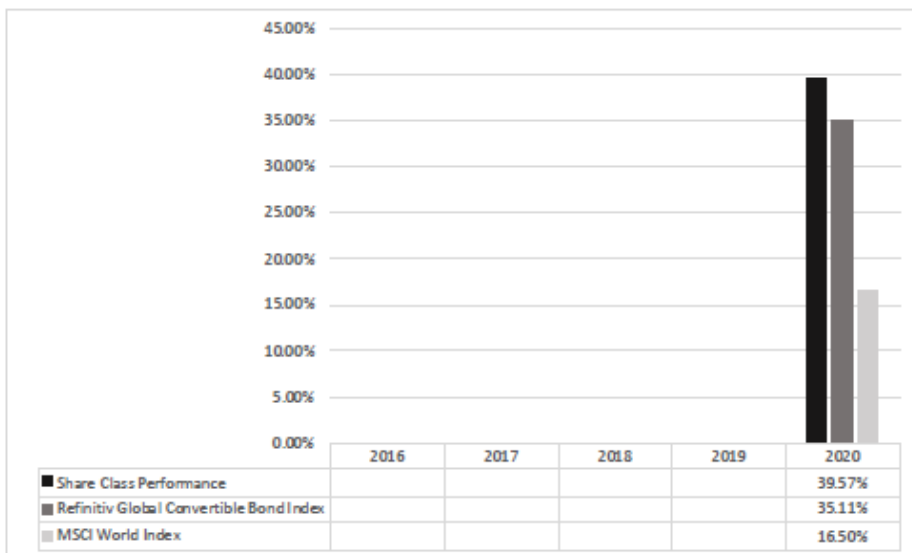 45.00%
40.00%
35.00%
30.00%
25.00%
20.00%
15.00%
10.00%
5.00%
0.00%
2016 2017 2018 2019 2020
Share Class Performance 39.57%
Refinitiv Global Convertible Bond Index 35.11%
MSCI World Index 16.50%